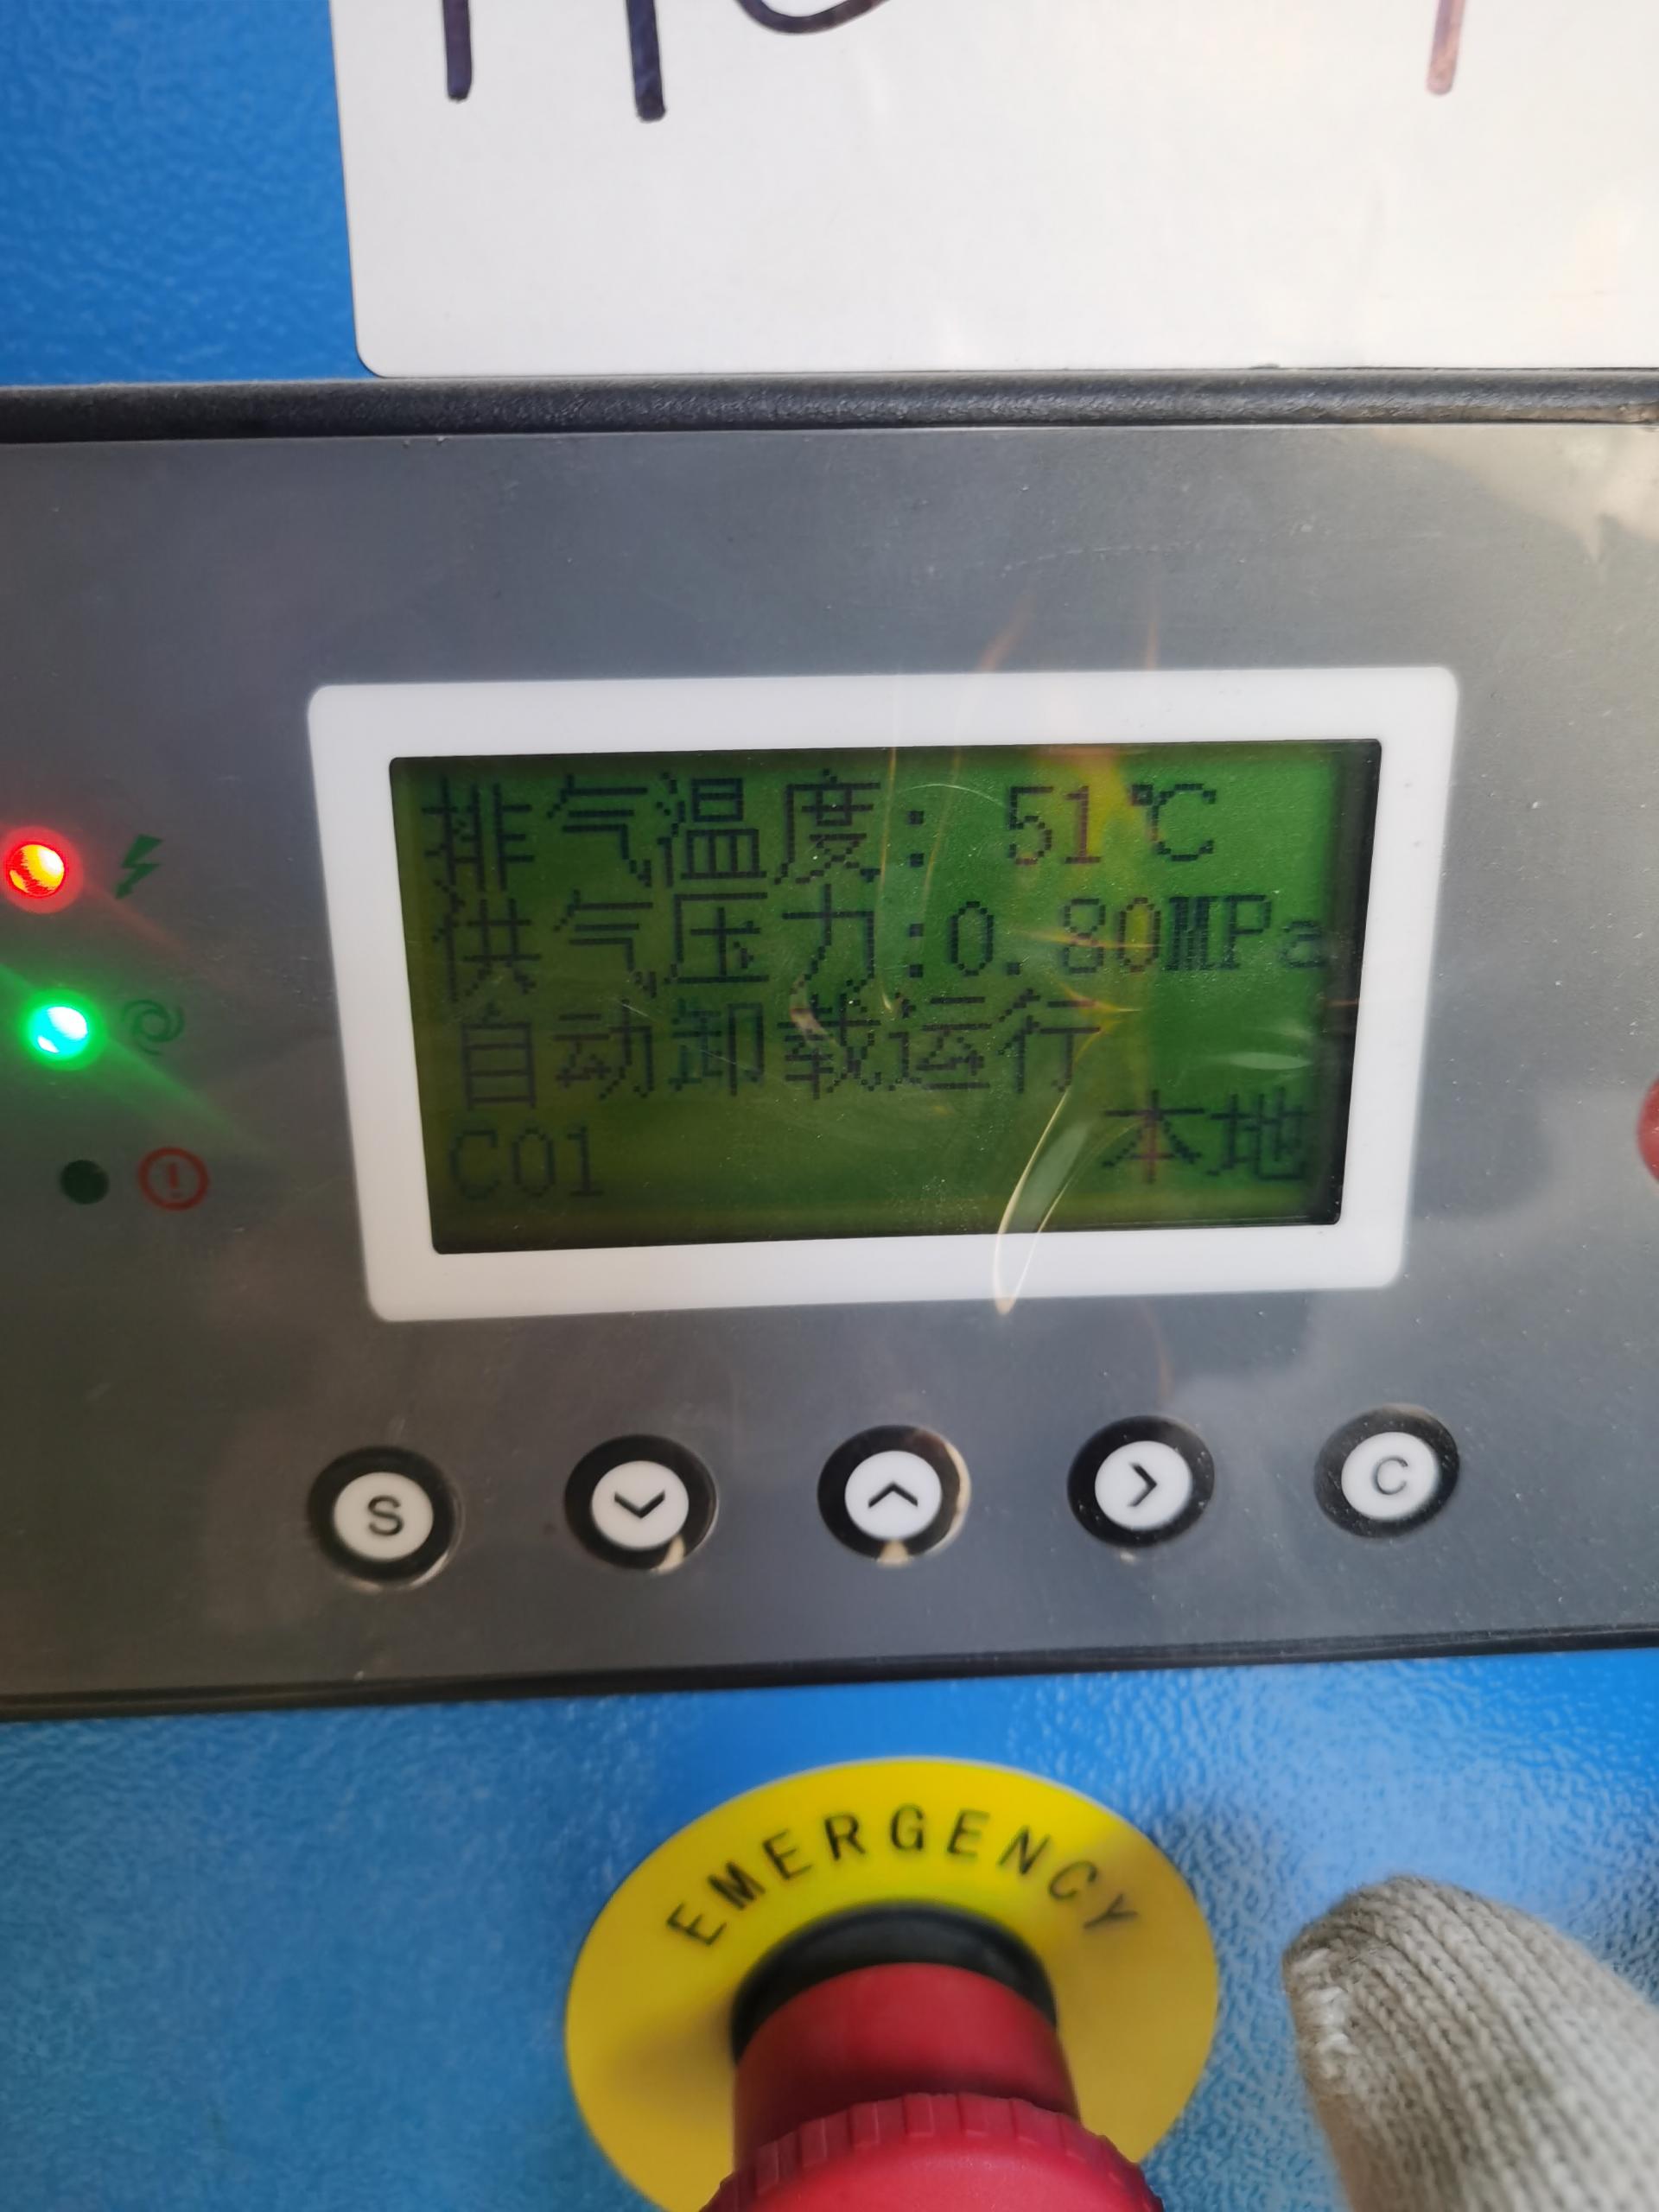 排气温度: 51℃
供气压力:0.80MPa
自动卸载运行
C01 本地
S C
EMERGENCY